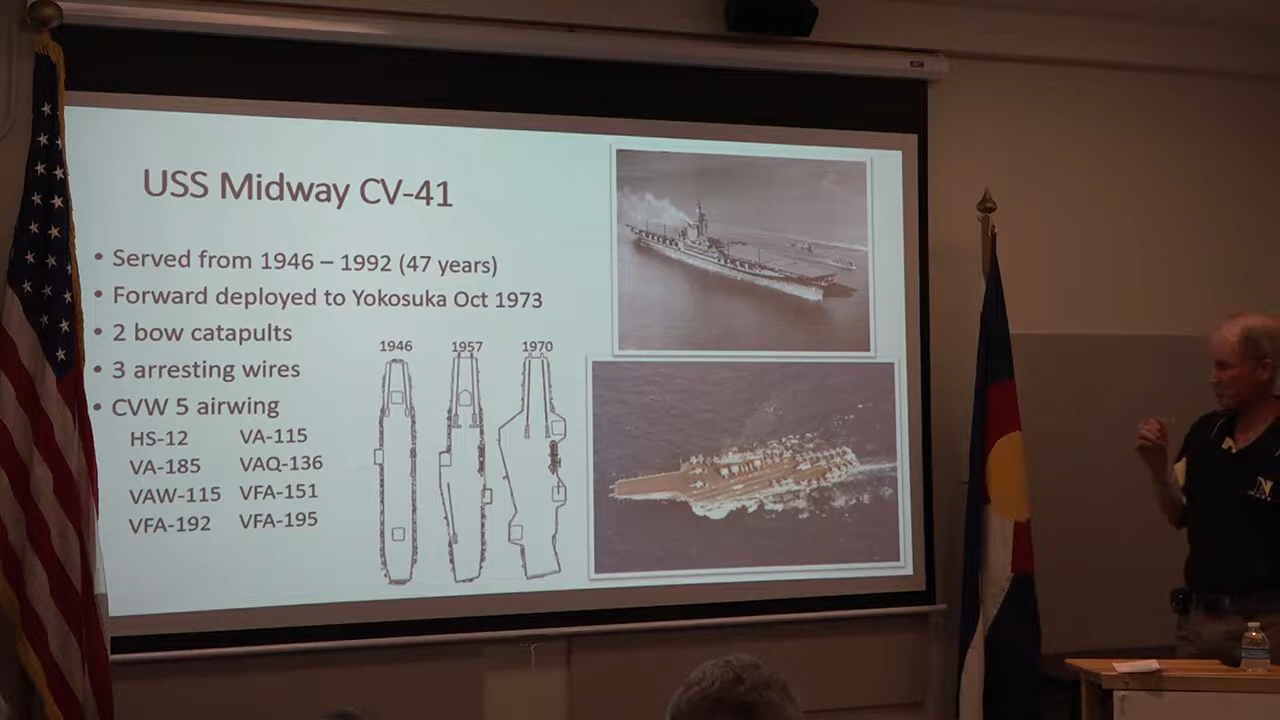 USS Midway CV-41
• Served from 1946 – 1992 (47 years)
• Forward deployed to Yokosuka Oct 1973
• 2 bow catapults
• 3 arresting wires
• CVW 5 airwing
HS-12 VA-115
VA-185 VAQ-136
VAW-115 VFA-151
VFA-192 VFA-195
1946 1957 1970
N